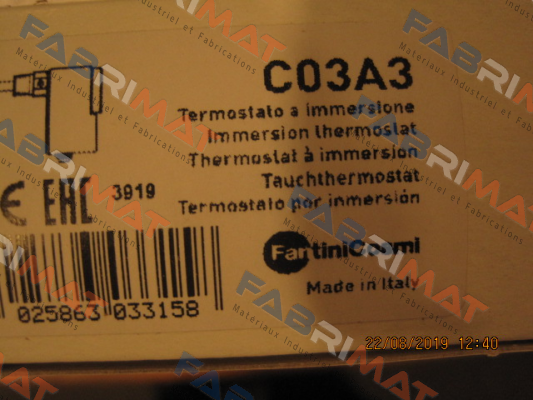 C03A3
Termostato a immersione
Immersion thermostat
Thermostat à immersion
Tauchthermostat
Termostato por inmersión
CE EAC 3919
FantiniCosmi
Made in Italy
025863 033158
22/08/2019 12:40
FABRIMAT
Materiaux Industriel et Fabrications